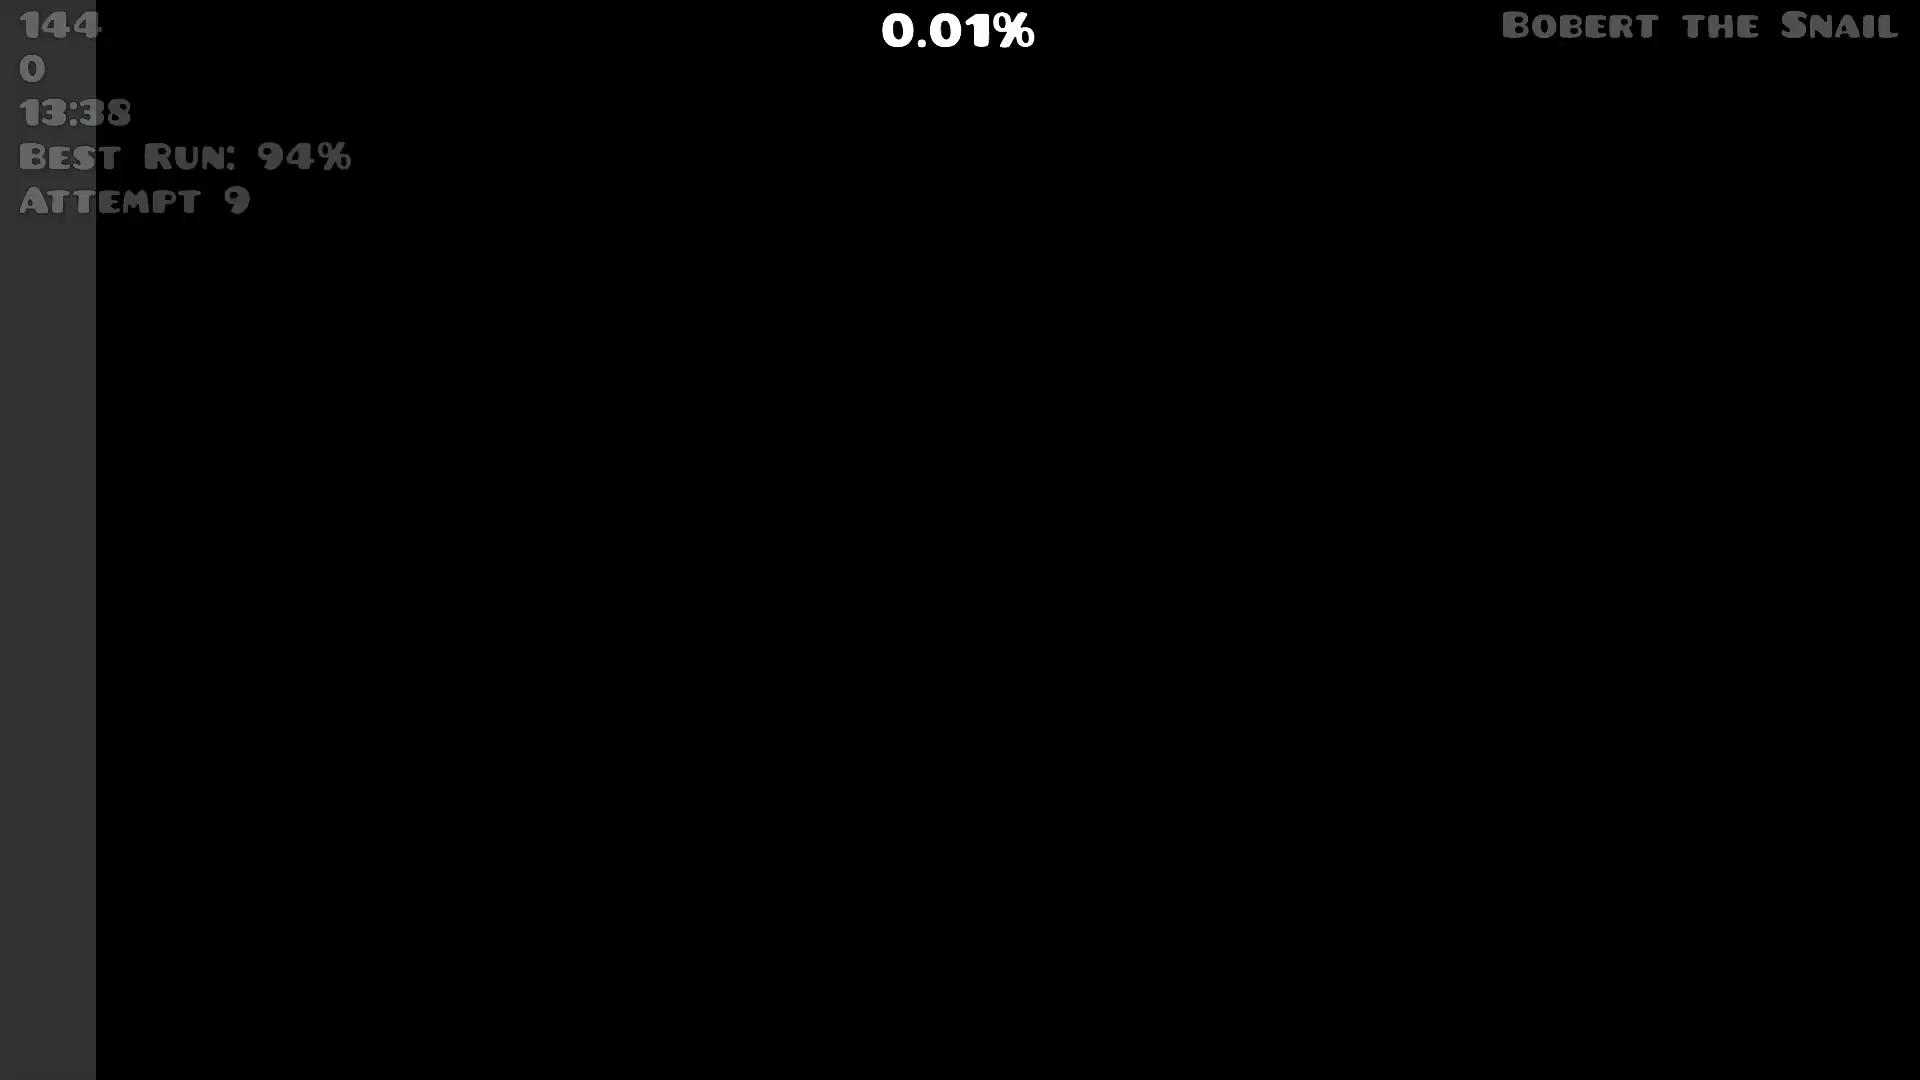 144
0
13:38
Best Run: 94%
Attempt 9
0.01%
Bobert the Snail